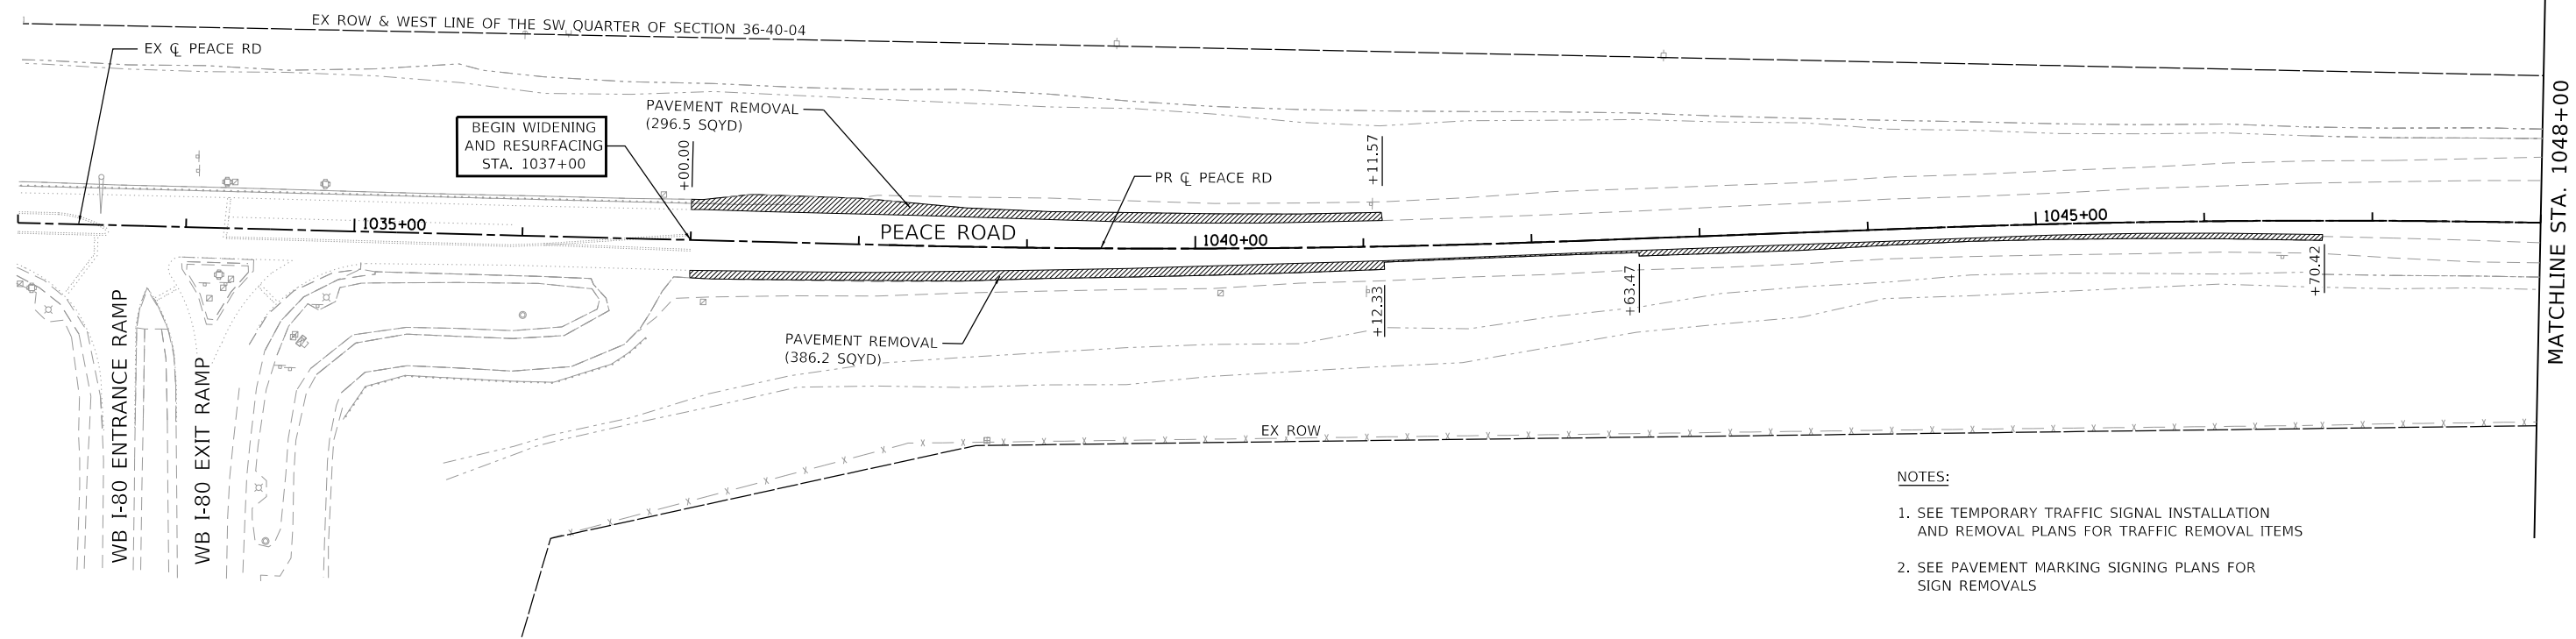 EX ROW & WEST LINE OF THE SW QUARTER OF SECTION 36-40-04
EX ℄ PEACE RD
PAVEMENT REMOVAL
(296.5 SQYD)
BEGIN WIDENING
AND RESURFACING
STA. 1037+00
+00.00
+11.57
PR ℄ PEACE RD
MATCHLINE STA. 1048+00
1035+00
PEACE ROAD
1040+00
1045+00
+12.33
+63.47
+70.42
PAVEMENT REMOVAL
(386.2 SQYD)
WB I-80 ENTRANCE RAMP
WB I-80 EXIT RAMP
EX ROW
NOTES:
1. SEE TEMPORARY TRAFFIC SIGNAL INSTALLATION
AND REMOVAL PLANS FOR TRAFFIC REMOVAL ITEMS
2. SEE PAVEMENT MARKING SIGNING PLANS FOR
SIGN REMOVALS